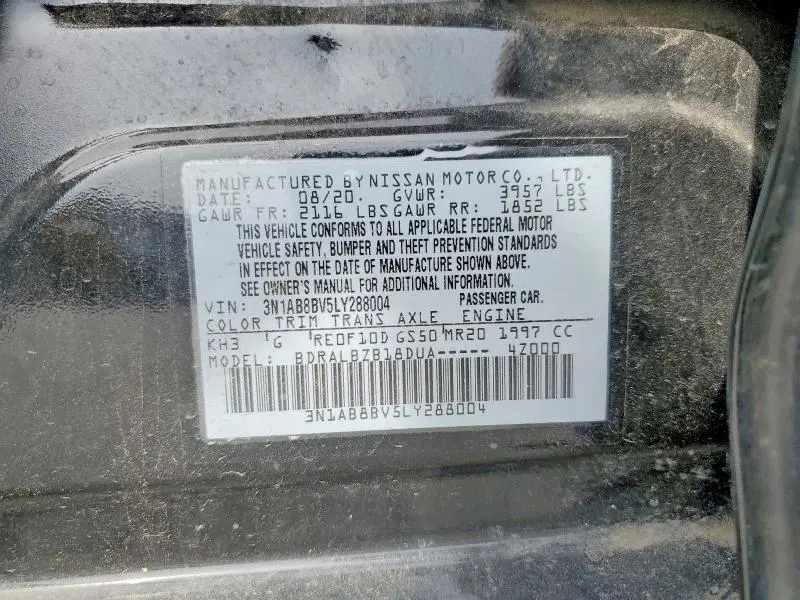 MANUFACTURED BY NISSAN MOTOR CO., LTD.
DATE: 08/20. GVWR: 3957 LBS
GAWR FR: 2116 LBS GAWR RR: 1852 LBS
THIS VEHICLE CONFORMS TO ALL APPLICABLE FEDERAL MOTOR
VEHICLE SAFETY, BUMPER AND THEFT PREVENTION STANDARDS
IN EFFECT ON THE DATE OF MANUFACTURE SHOWN ABOVE.
SEE OWNER'S MANUAL FOR ADDITIONAL INFORMATION.
VIN: 3N1AB8BV5LY288004 PASSENGER CAR.
COLOR TRIM TRANS AXLE ENGINE
KH3 G RE0F10D GS50 MR20 1997 CC
MODEL: BDRALBZB18DUA----- 4Z000
3N1AB8BV5LY288004